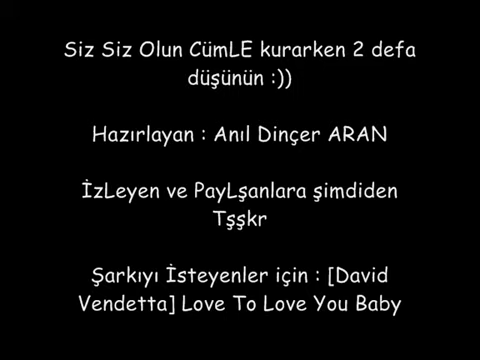 Siz Siz Olun CümLE kurarken 2 defa
düşünün :))
Hazırlayan : Anıl Dinçer ARAN
İzLeyen ve PayLşanlara şimdiden
Tşşkr
Şarkıyı İsteyenler için : [David
Vendetta] Love To Love You Baby